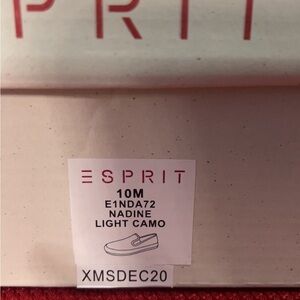 PRIT
ESPRIT
10M
E1NDA72
NADINE
LIGHT CAMO
XMSDEC20